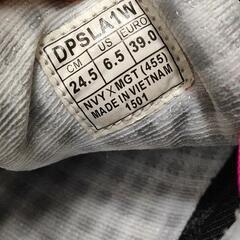 DPSLA1W
CM US EURO
24.5 6.5 39.0
NVY X MGT (455)
MADE IN VIETNAM
1501